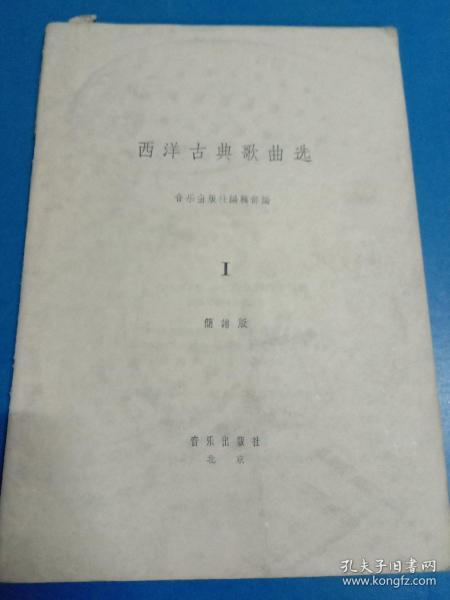 西洋古典歌曲选
音乐出版社編輯部編
I
簡譜版
音乐出版社
北京
孔夫子旧书网
www.kongfz.com